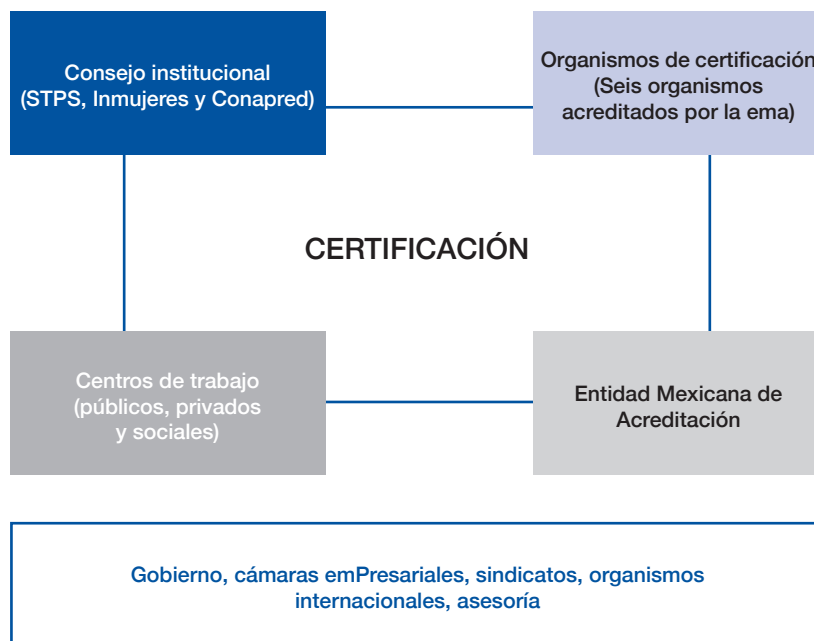 Consejo institucional
(STPS, Inmujeres y Conapred)
Organismos de certificación
(Seis organismos
acreditados por la ema)
CERTIFICACIÓN
Centros de trabajo
(públicos, privados
y sociales)
Entidad Mexicana de
Acreditación
Gobierno, cámaras emPresariales, sindicatos, organismos
internacionales, asesoría